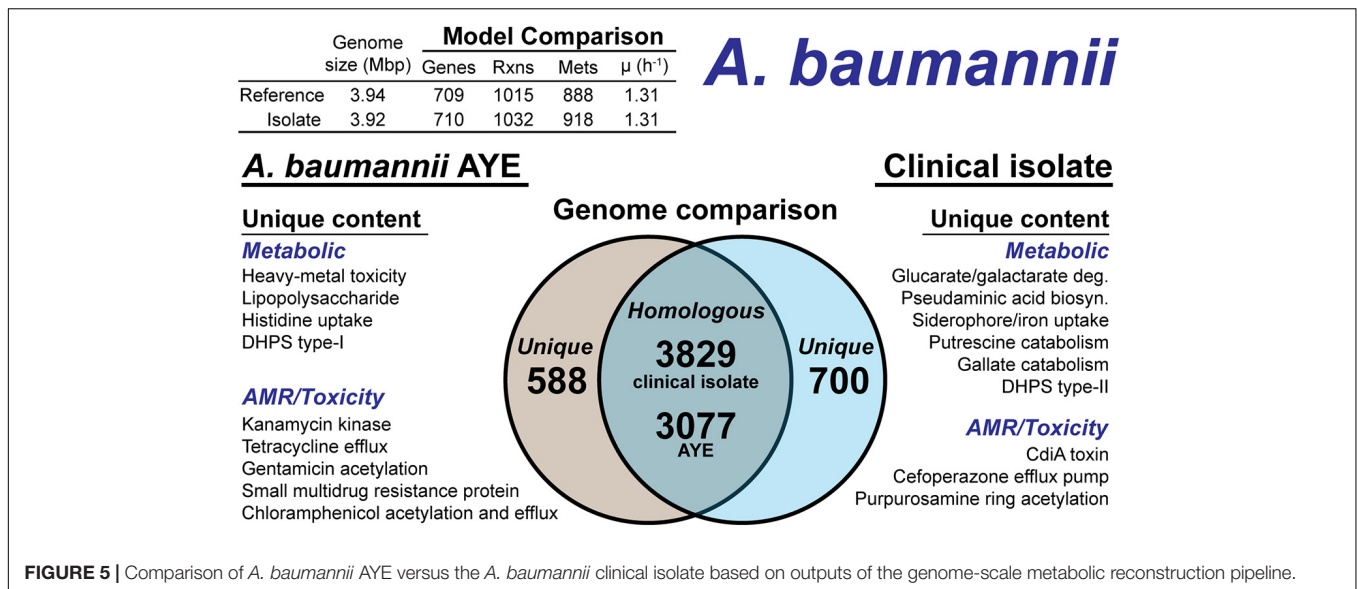 Model Comparison
A. baumannii
Genome size (Mbp) Genes Rxns Mets µ (h-1)
Reference 3.94 709 1015 888 1.31
Isolate 3.92 710 1032 918 1.31
A. baumannii AYE
Unique content
Metabolic
Heavy-metal toxicity
Lipopolysaccharide
Histidine uptake
DHPS type-I
AMR/Toxicity
Kanamycin kinase
Tetracycline efflux
Gentamicin acetylation
Small multidrug resistance protein
Chloramphenicol acetylation and efflux
Genome comparison
Unique
588
Homologous
3829
clinical isolate
3077
AYE
Unique
700
Clinical isolate
Unique content
Metabolic
Glucarate/galactarate deg.
Pseudaminic acid biosyn.
Siderophore/iron uptake
Putrescine catabolism
Gallate catabolism
DHPS type-II
AMR/Toxicity
CdiA toxin
Cefoperazone efflux pump
Purpurosamine ring acetylation
FIGURE 5 | Comparison of A. baumannii AYE versus the A. baumannii clinical isolate based on outputs of the genome-scale metabolic reconstruction pipeline.